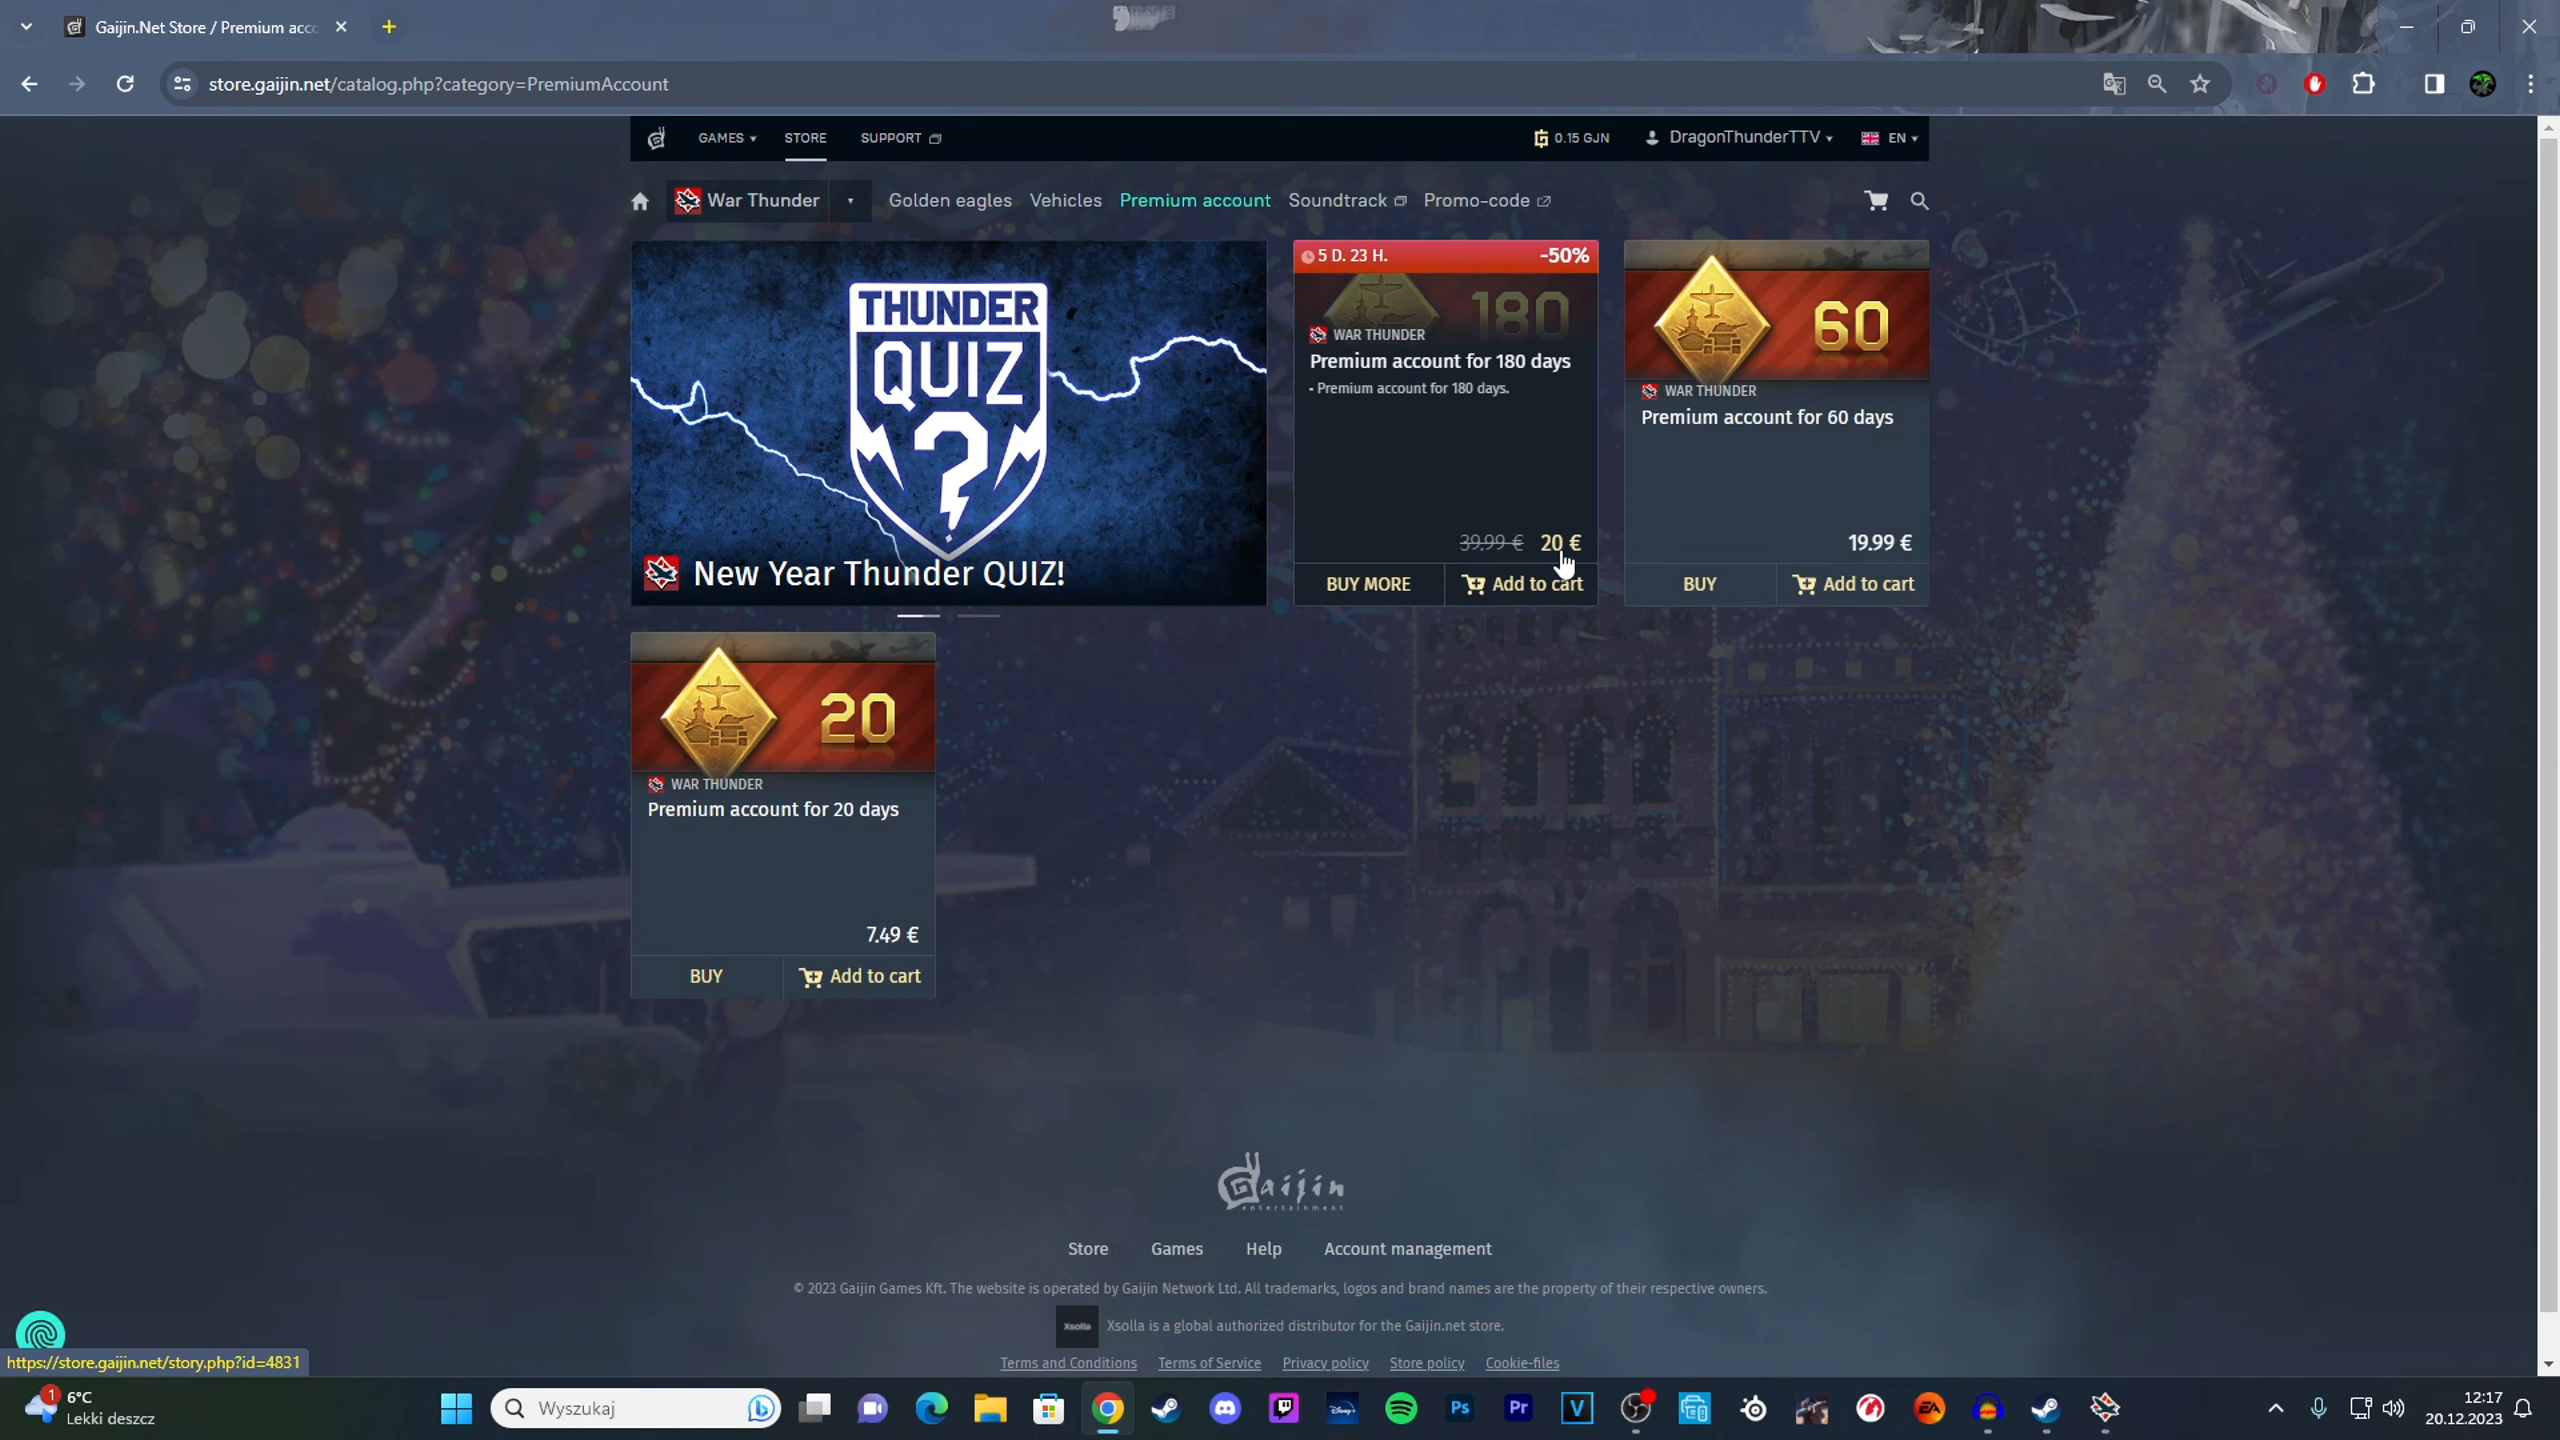 Gaijin.Net Store / Premium acc
store.gaijin.net/catalog.php?category=PremiumAccount
GAMES STORE SUPPORT 0.15 GJN DragonThunderTTV EN
War Thunder Golden eagles Vehicles Premium account Soundtrack Promo-code
THUNDER
QUIZ
?
New Year Thunder QUIZ!
5 D. 23 H. -50%
180
WAR THUNDER
Premium account for 180 days
- Premium account for 180 days.
39.99 € 20 €
BUY MORE Add to cart
60
WAR THUNDER
Premium account for 60 days
19.99 €
BUY Add to cart
20
WAR THUNDER
Premium account for 20 days
7.49 €
BUY Add to cart
Gaijin
entertainment
Store Games Help Account management
© 2023 Gaijin Games Kft. The website is operated by Gaijin Network Ltd. All trademarks, logos and brand names are the property of their respective owners.
Xsolla Xsolla is a global authorized distributor for the Gaijin.net store.
Terms and Conditions Terms of Service Privacy policy Store policy Cookie-files
https://store.gaijin.net/story.php?id=4831
1 6°C
Lekki deszcz
Wyszukaj
Disney+
Ps
Pr
V
EA
12:17
20.12.2023